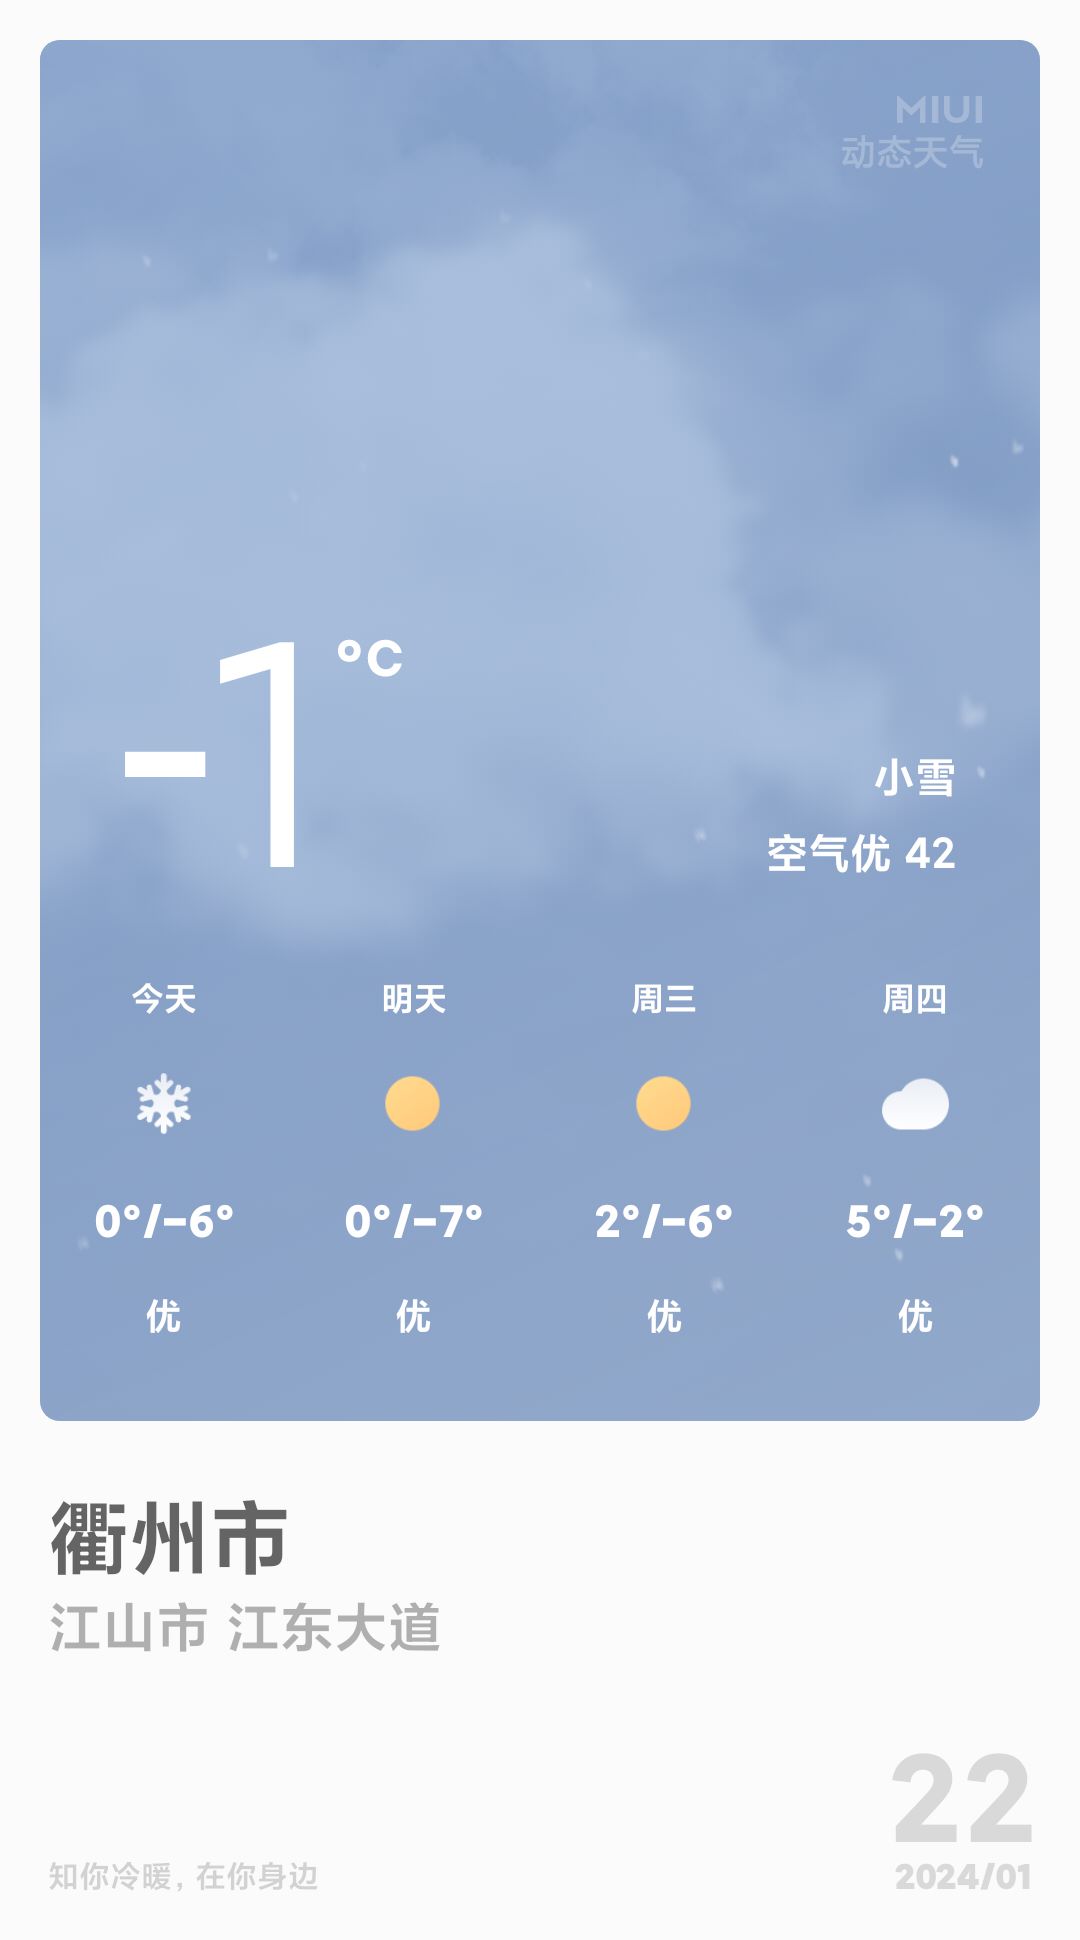 MIUI
动态天气
-1 °C
小雪
空气优 42
今天 明天 周三 周四
0°/-6° 0°/-7° 2°/-6° 5°/-2°
优 优 优 优
衢州市
江山市 江东大道
22
知你冷暖，在你身边
2024/01